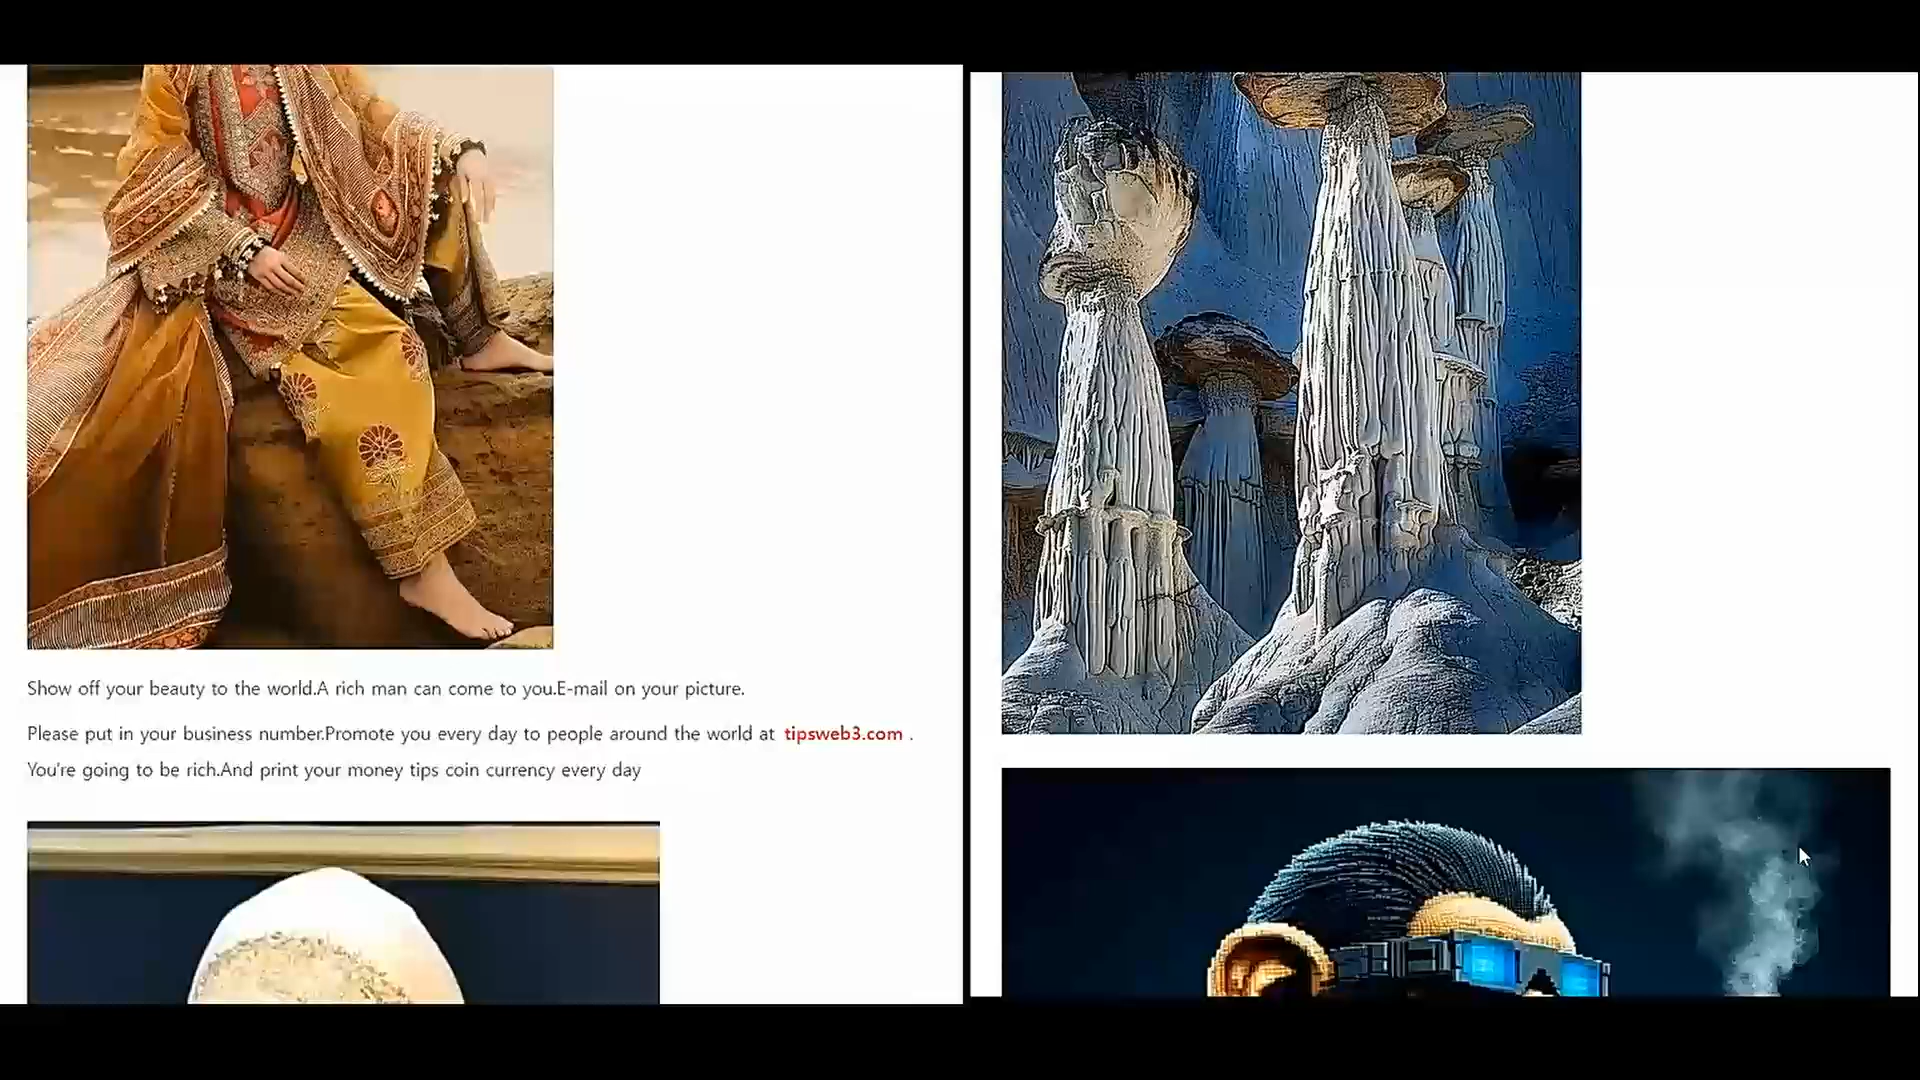 Show off your beauty to the world.A rich man can come to you.E-mail on your picture.
Please put in your business number.Promote you every day to people around the world at tipsweb3.com .
You're going to be rich.And print your money tips coin currency every day